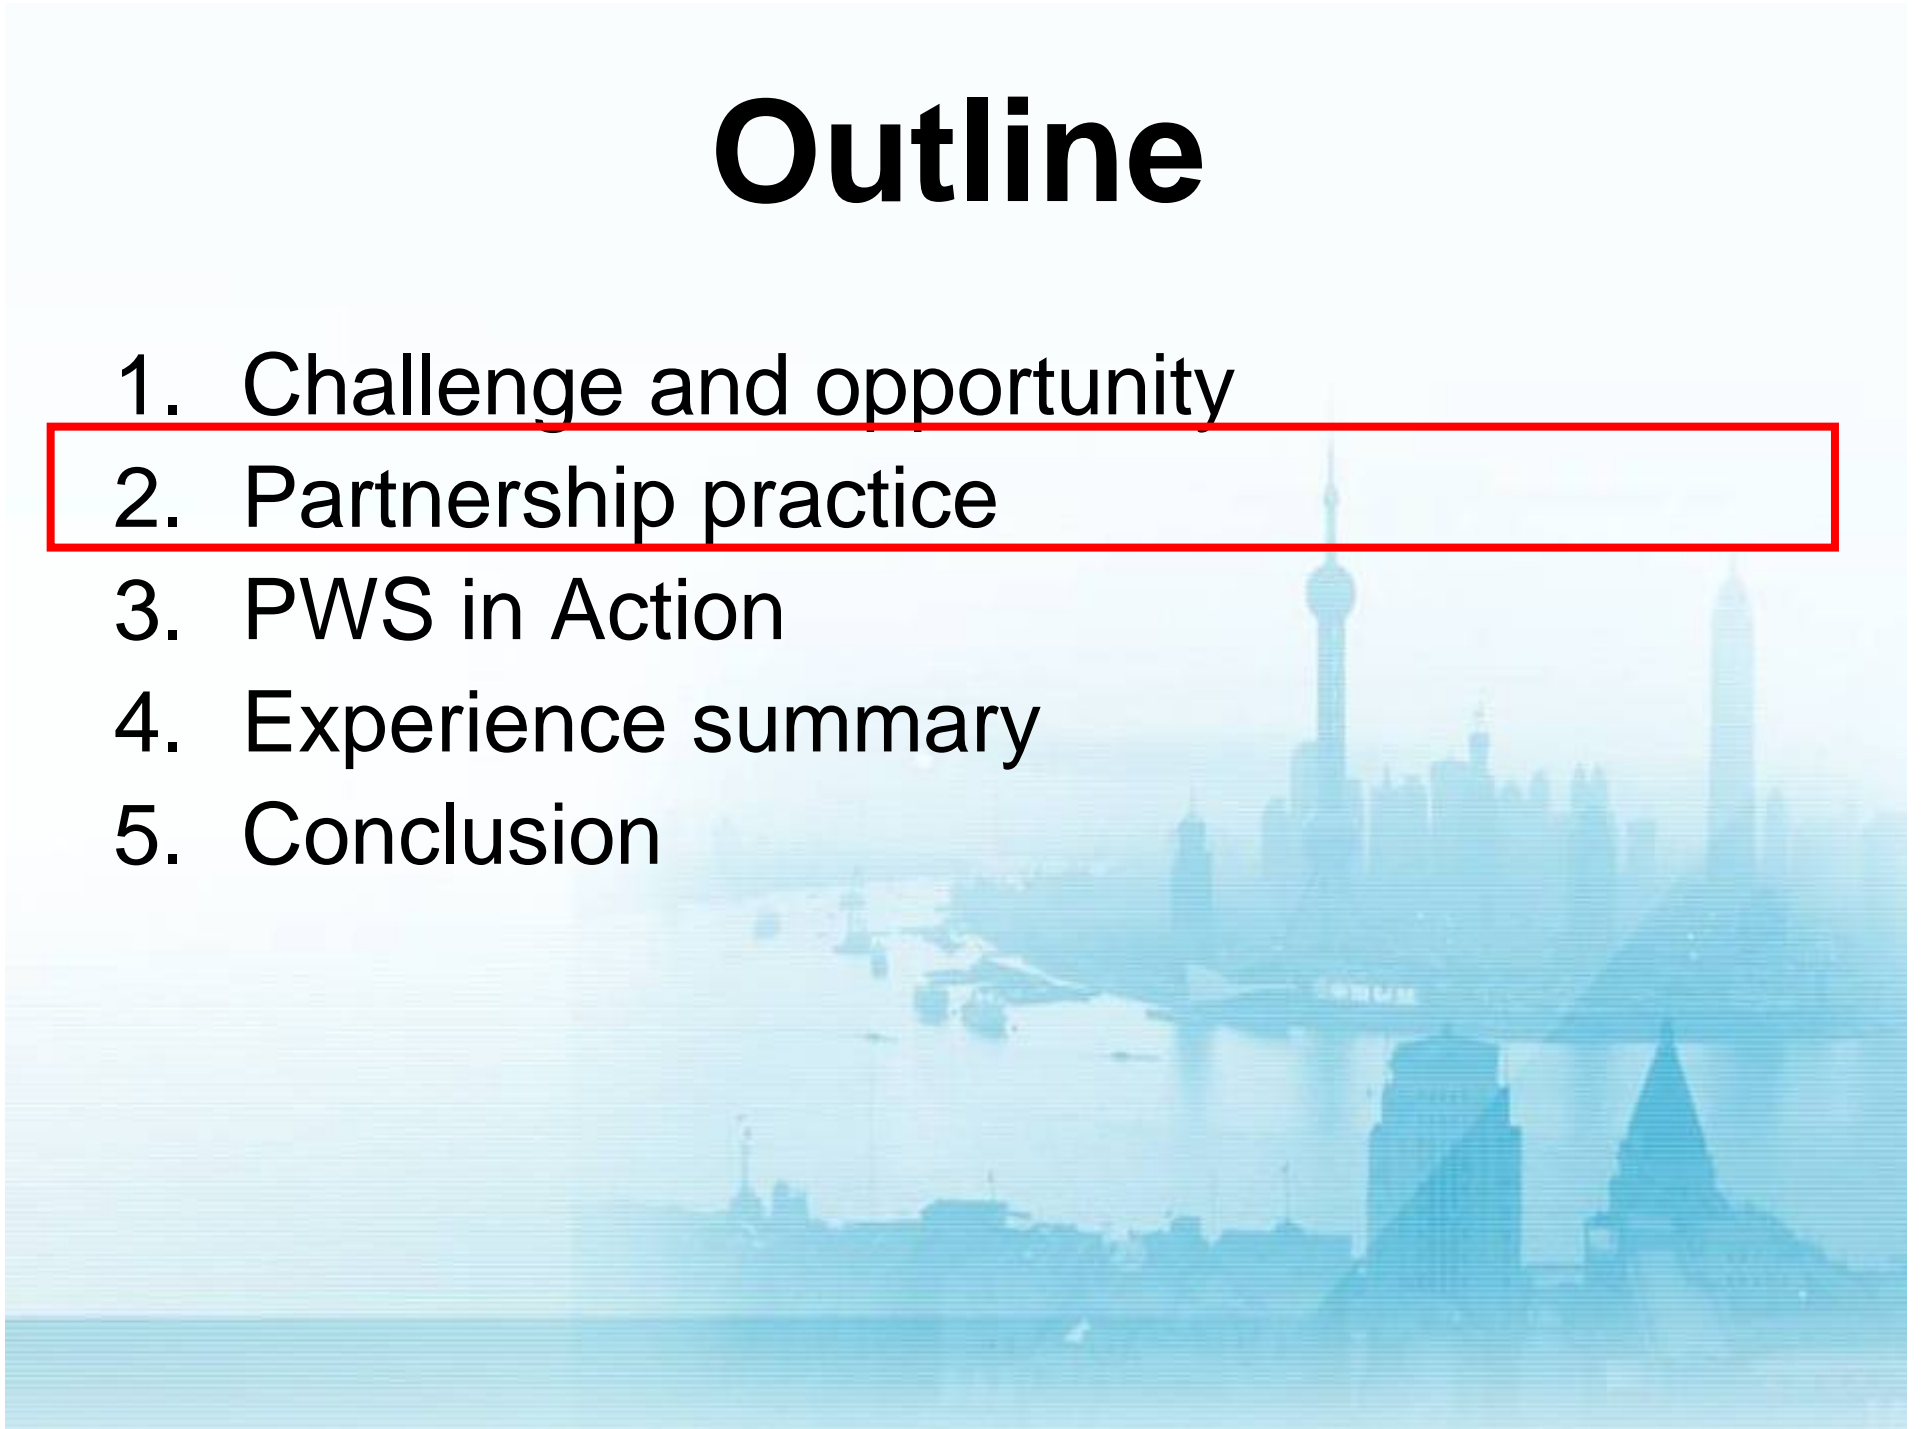 Outline
1. Challenge and opportunity
2. Partnership practice
3. PWS in Action
4. Experience summary
5. Conclusion